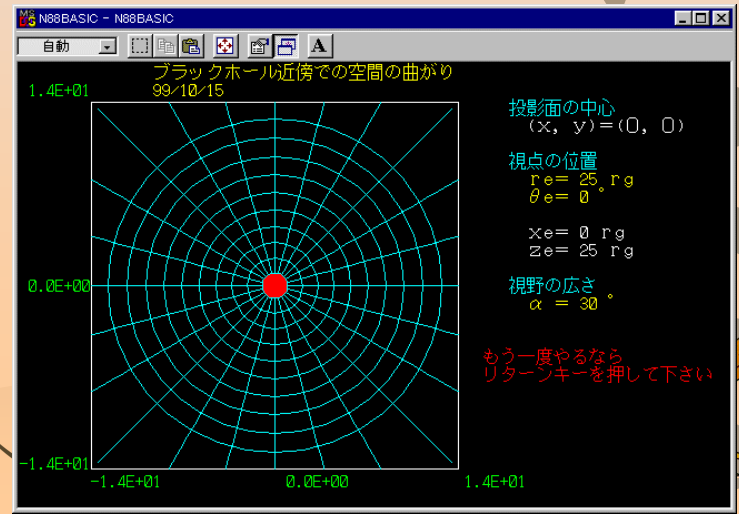 N88BASIC - N88BASIC
自動
A
ブラックホール近傍での空間の曲がり
1.4E+01
99/10/15
投影面の中心
(x, y)=(0, 0)
視点の位置
re= 25 rg
θe= 0°
xe= 0 rg
ze= 25 rg
0.0E+00
視野の広さ
α = 30°
もう一度やるなら
リターンキーを押して下さい
-1.4E+01
-1.4E+01
0.0E+00
1.4E+01